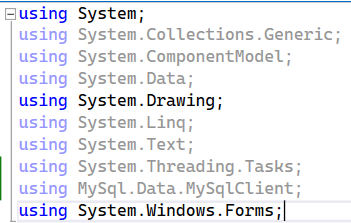 using System;
using System.Collections.Generic;
using System.ComponentModel;
using System.Data;
using System.Drawing;
using System.Linq;
using System.Text;
using System.Threading.Tasks;
using MySql.Data.MySqlClient;
using System.Windows.Forms;